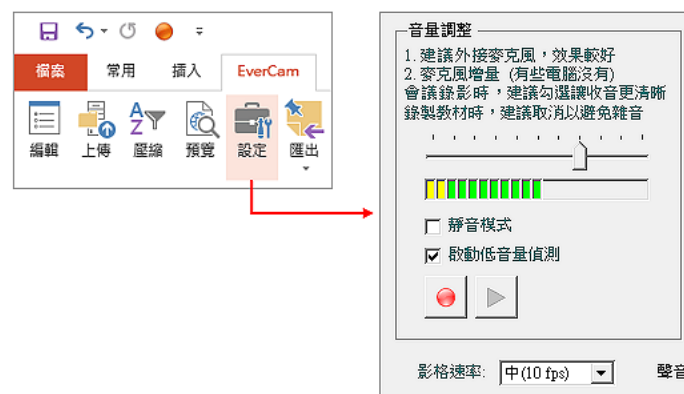 檔案 常用 插入 EverCam
編輯 上傳 壓縮 預覽 設定 匯出
音量調整
1. 建議外接麥克風，效果較好
2. 麥克風增量 (有些電腦沒有)
會議錄影時，建議勾選讓收音更清晰
錄製教材時，建議取消以避免雜音
靜音模式
啟動低音量偵測
影格速率: 中(10 fps) 聲音